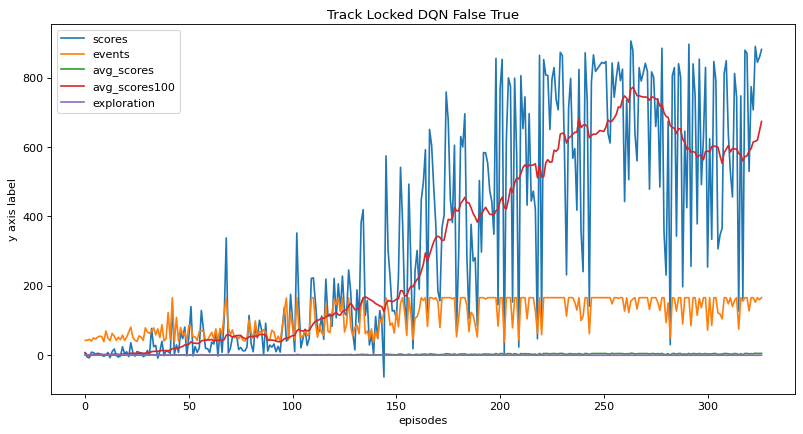 Track Locked DQN False True
scores
events
avg_scores
avg_scores100
exploration
y axis label
800
600
400
200
0
0
50
100
150
200
250
300
episodes